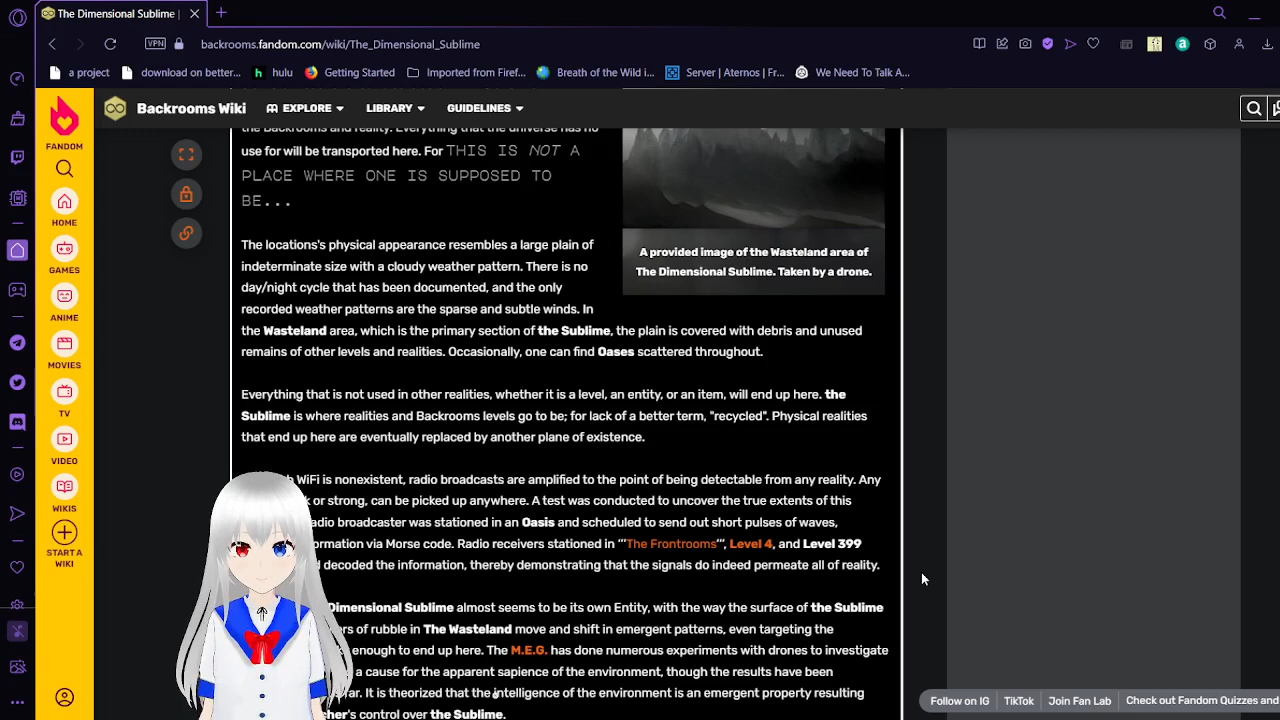 The Dimensional Sublime |
VPN
backrooms.fandom.com/wiki/The_Dimensional_Sublime
a project
download on better...
hulu
Getting Started
Imported from Firef...
Breath of the Wild i...
Server | Aternos | Fr...
We Need To Talk A...
FANDOM
HOME
GAMES
ANIME
MOVIES
TV
VIDEO
WIKIS
START A
WIKI
Backrooms Wiki
EXPLORE
LIBRARY
GUIDELINES
the Backrooms and reality. Everything that the universe has no
use for will be transported here. For THIS IS NOT A
PLACE WHERE ONE IS SUPPOSED TO
BE...
A provided image of the Wasteland area of
The Dimensional Sublime. Taken by a drone.
The locations's physical appearance resembles a large plain of
indeterminate size with a cloudy weather pattern. There is no
day/night cycle that has been documented, and the only
recorded weather patterns are the sparse and subtle winds. In
the Wasteland area, which is the primary section of the Sublime, the plain is covered with debris and unused
remains of other levels and realities. Occasionally, one can find Oases scattered throughout.
Everything that is not used in other realities, whether it is a level, an entity, or an item, will end up here. the
Sublime is where realities and Backrooms levels go to be; for lack of a better term, "recycled". Physical realities
that end up here are eventually replaced by another plane of existence.
WiFi is nonexistent, radio broadcasts are amplified to the point of being detectable from any reality. Any
or strong, can be picked up anywhere. A test was conducted to uncover the true extents of this
broadcaster was stationed in an Oasis and scheduled to send out short pulses of waves,
via Morse code. Radio receivers stationed in "'The Frontrooms'", Level 4, and Level 399
decoded the information, thereby demonstrating that the signals do indeed permeate all of reality.
Dimensional Sublime almost seems to be its own Entity, with the way the surface of the Sublime
of rubble in The Wasteland move and shift in emergent patterns, even targeting the
enough to end up here. The M.E.G. has done numerous experiments with drones to investigate
a cause for the apparent sapience of the environment, though the results have been
It is theorized that the intelligence of the environment is an emergent property resulting
control over the Sublime.
Follow on IG
TikTok
Join Fan Lab
Check out Fandom Quizzes and